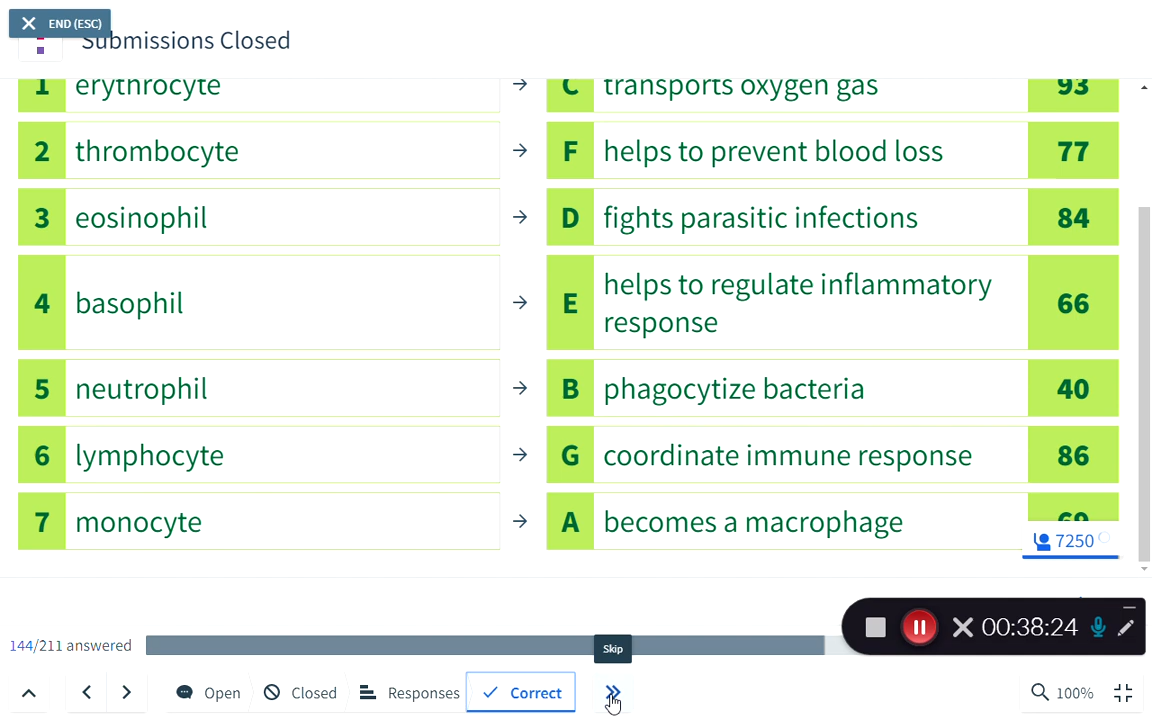 END (ESC)
Submissions Closed
1 erythrocyte → C transports oxygen gas 93
2 thrombocyte → F helps to prevent blood loss 77
3 eosinophil → D fights parasitic infections 84
4 basophil → E helps to regulate inflammatory
response 66
5 neutrophil → B phagocytize bacteria 40
6 lymphocyte → G coordinate immune response 86
7 monocyte → A becomes a macrophage
7250
144/211 answered
Skip
00:38:24
Open
Closed
Responses
Correct
100%